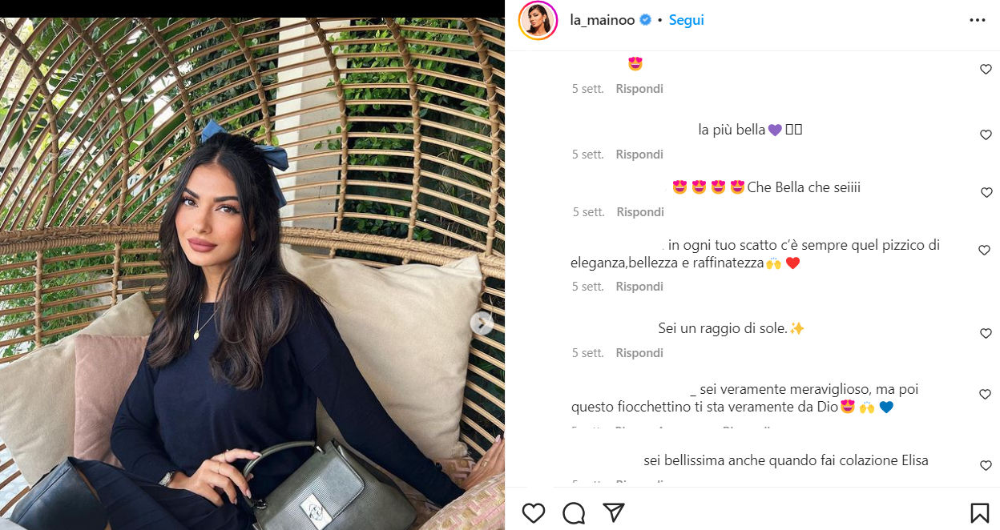 la_mainoo • Segui
😍
5 sett. Rispondi
la più bella💜
5 sett. Rispondi
😍😍😍😍Che Bella che seiiii
5 sett. Rispondi
. in ogni tuo scatto c’è sempre quel pizzico di
eleganza,bellezza e raffinatezza🙌❤️
5 sett. Rispondi
Sei un raggio di sole.✨
5 sett. Rispondi
_ sei veramente meraviglioso, ma poi
questo fiocchettino ti sta veramente da Dio😍🙌💙
sei bellissima anche quando fai colazione Elisa